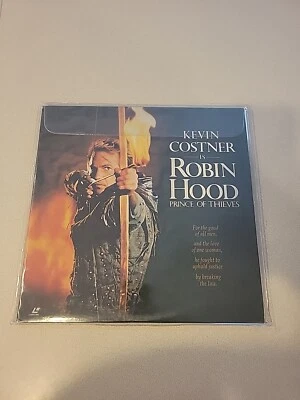 KEVIN
COSTNER
IS
ROBIN
HOOD
PRINCE OF THIEVES
For the good
of all men,
and the love
of one woman,
he fought to
uphold justice
by breaking
the law.